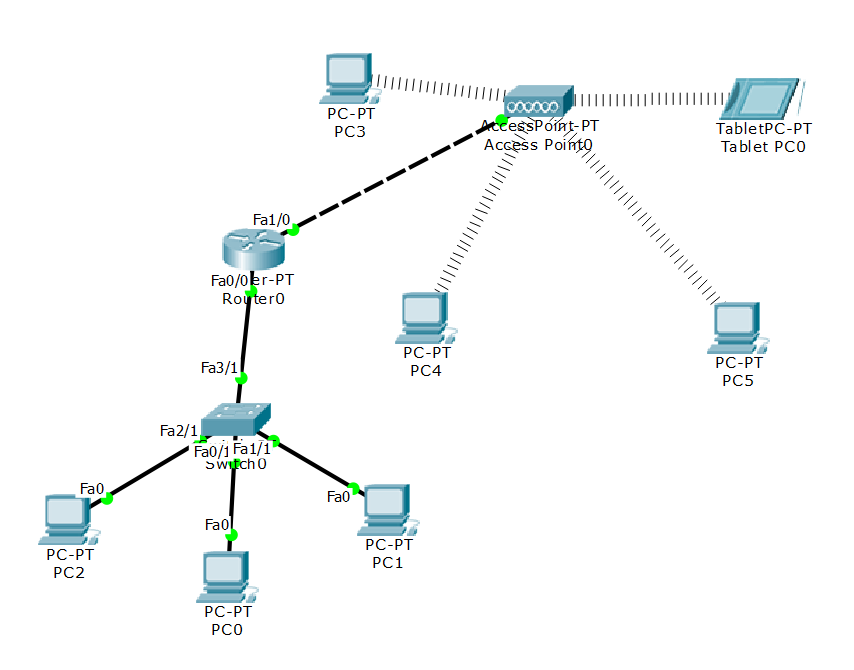 PC-PT
PC3
AccessPoint-PT
Access Point0
TabletPC-PT
Tablet PC0
Fa1/0
Fa0/0
er-PT
Router0
PC-PT
PC4
PC-PT
PC5
Fa3/1
Fa2/1
Fa0/1
Fa1/1
Switch0
Fa0
PC-PT
PC2
Fa0
PC-PT
PC0
Fa0
PC-PT
PC1